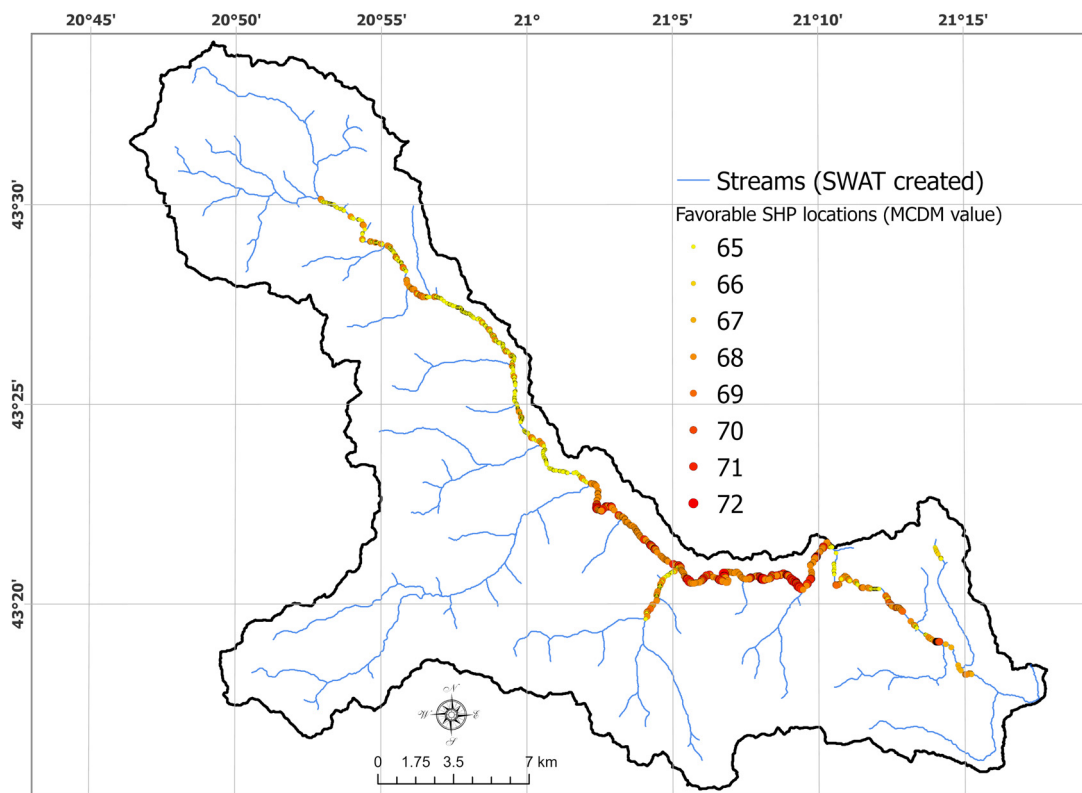 20°45' 20°50' 20°55' 21° 21°5' 21°10' 21°15'
43°30'
43°25'
43°20'
Streams (SWAT created)
Favorable SHP locations (MCDM value)
65
66
67
68
69
70
71
72
N
W E
S
0 1.75 3.5 7 km